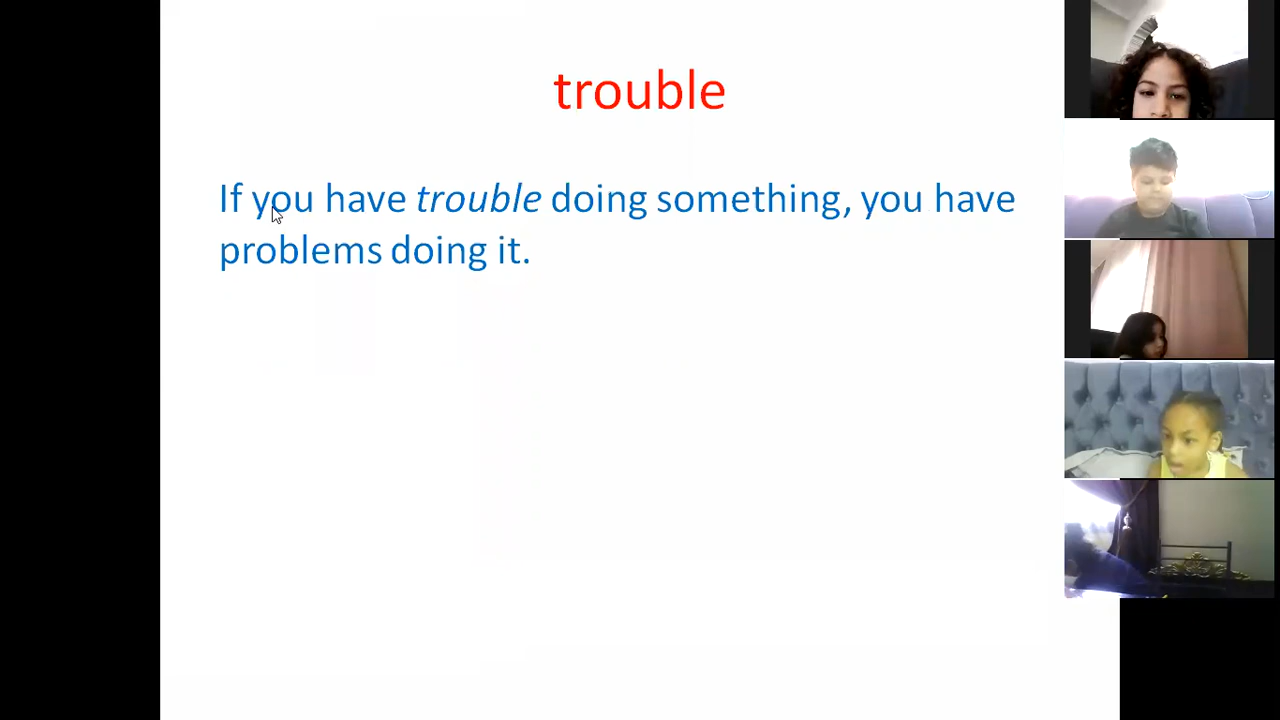 trouble
If you have trouble doing something, you have
problems doing it.